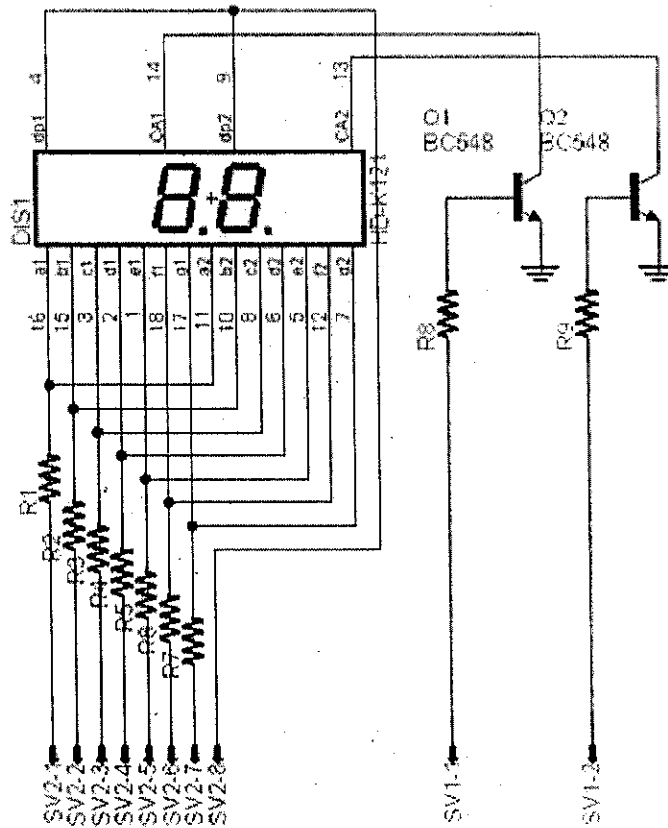 4
14
9
13
dp1
CA1
dp2
CA2
Q1
BC548
Q2
BC548
DIS1
HD-K121
a1
b1
c1
d1
e1
f1
g1
a2
b2
c2
d2
e2
f2
g2
16
15
3
2
1
18
17
11
10
8
6
5
12
7
R1
R2
R3
R4
R5
R6
R7
R8
R9
SV2-1
SV2-2
SV2-3
SV2-4
SV2-5
SV2-6
SV2-7
SV2-8
SV1-1
SV1-2